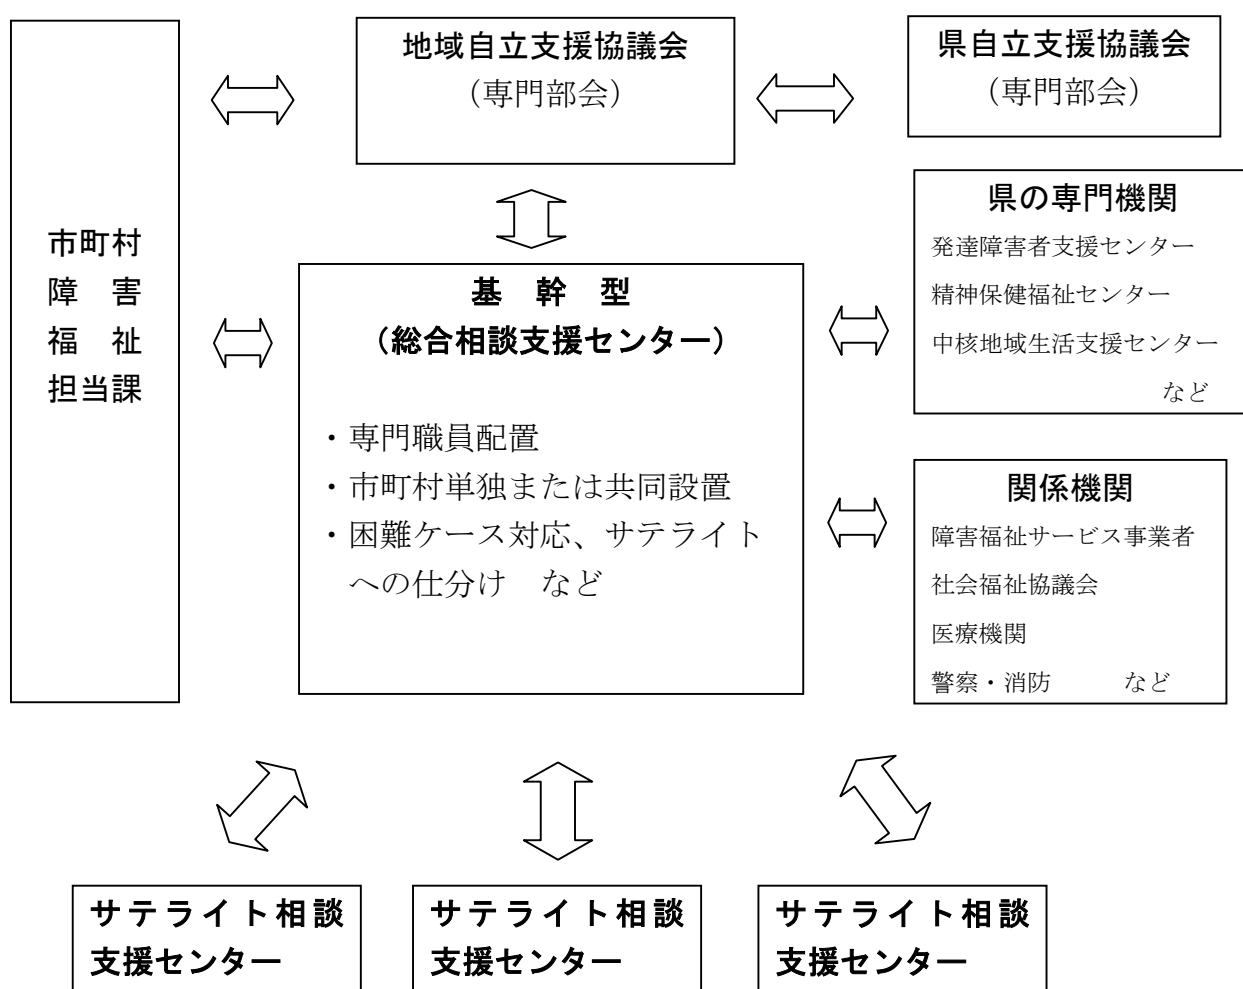 市町村
障　害
福　祉
担当課
地域自立支援協議会
（専門部会）
県自立支援協議会
（専門部会）
基　幹　型
（総合相談支援センター）
・専門職員配置
・市町村単独または共同設置
・困難ケース対応、サテライト
への仕分け　など
県の専門機関
発達障害者支援センター
精神保健福祉センター
中核地域生活支援センター
など
関係機関
障害福祉サービス事業者
社会福祉協議会
医療機関
警察・消防　　　など
サテライト相談
支援センター
サテライト相談
支援センター
サテライト相談
支援センター